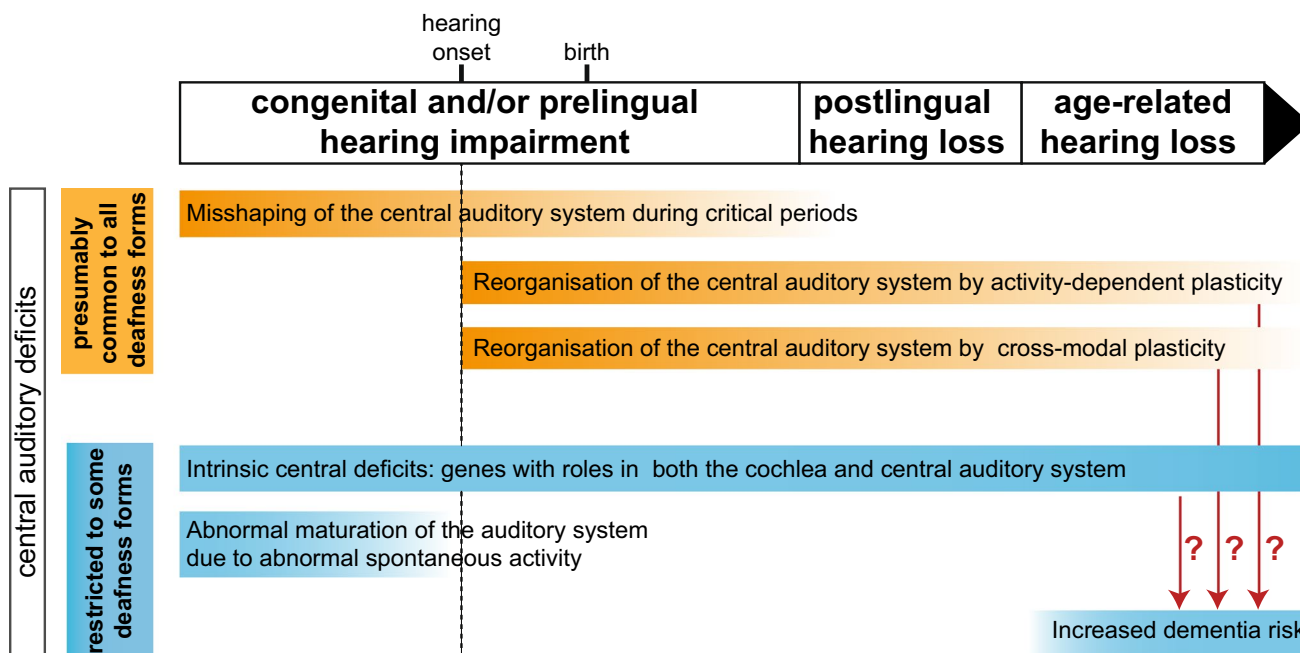 hearing
onset
birth
congenital and/or prelingual
hearing impairment
postlingual
hearing loss
age-related
hearing loss
central auditory deficits
presumably
common to all
deafness forms
Misshaping of the central auditory system during critical periods
Reorganisation of the central auditory system by activity-dependent plasticity
Reorganisation of the central auditory system by cross-modal plasticity
restricted to some
deafness forms
Intrinsic central deficits: genes with roles in both the cochlea and central auditory system
Abnormal maturation of the auditory system
due to abnormal spontaneous activity
? ? ?
Increased dementia risk